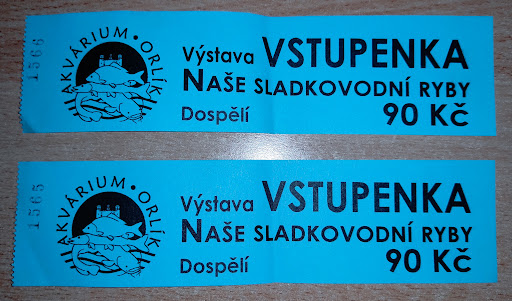 1566
AKVÁRIUM • ORLÍK
Výstava VSTUPENKA
NAŠE SLADKOVODNÍ RYBY
Dospělí 90 Kč
1565
AKVÁRIUM • ORLÍK
Výstava VSTUPENKA
NAŠE SLADKOVODNÍ RYBY
Dospělí 90 Kč